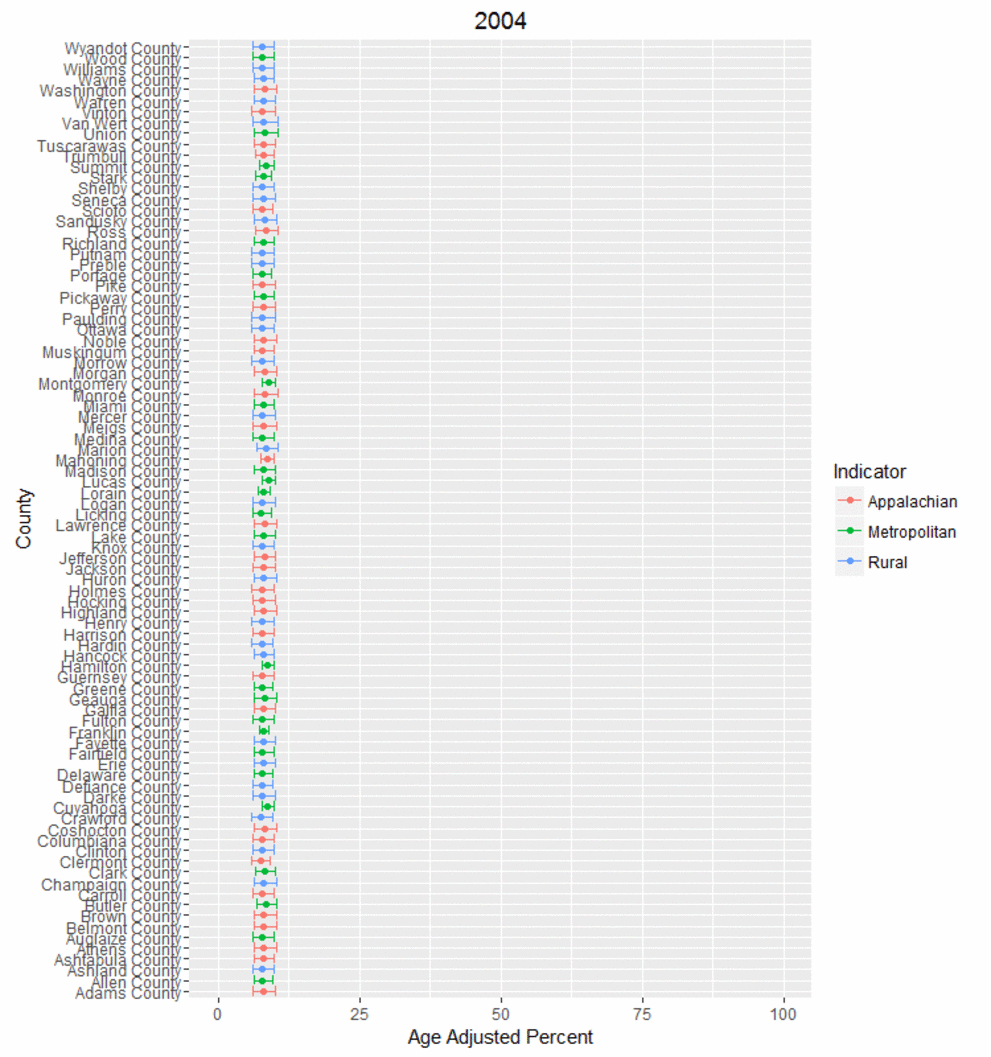 2004
Wyandot County
Wood County
Williams County
Wayne County
Washington County
Warren County
Vinton County
Van Wert County
Union County
Tuscarawas County
Trumbull County
Summit County
Stark County
Shelby County
Seneca County
Scioto County
Sandusky County
Ross County
Richland County
Putnam County
Preble County
Portage County
Pike County
Pickaway County
Perry County
Paulding County
Ottawa County
Noble County
Muskingum County
Morrow County
Morgan County
Montgomery County
Monroe County
Miami County
Mercer County
Meigs County
Medina County
Marion County
Mahoning County
Madison County
Lucas County
Lorain County
Logan County
Licking County
Lawrence County
Lake County
Knox County
Jefferson County
Jackson County
Huron County
Holmes County
Hocking County
Highland County
Henry County
Harrison County
Hardin County
Hancock County
Hamilton County
Guernsey County
Greene County
Geauga County
Gallia County
Fulton County
Franklin County
Fayette County
Fairfield County
Erie County
Delaware County
Defiance County
Darke County
Cuyahoga County
Crawford County
Coshocton County
Columbiana County
Clinton County
Clermont County
Clark County
Champaign County
Carroll County
Butler County
Brown County
Belmont County
Auglaize County
Athens County
Ashtabula County
Ashland County
Allen County
Adams County
County
0 25 50 75 100
Age Adjusted Percent
Indicator
Appalachian
Metropolitan
Rural